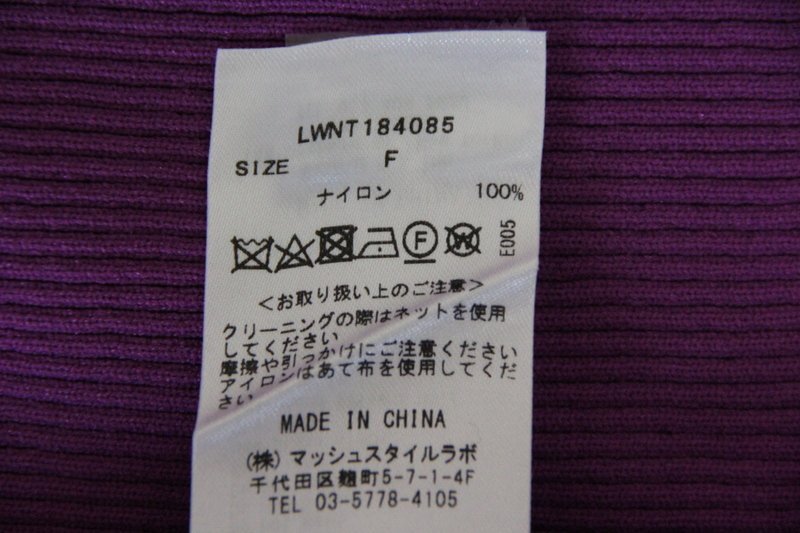 LWNT184085
SIZE F
ナイロン 100%
F W
E005
<お取り扱い上のご注意>
クリーニングの際はネットを使用
してください
摩擦や引っかけにご注意ください
アイロンはあて布を使用してくだ
さい
MADE IN CHINA
(株) マッシュスタイルラボ
千代田区麹町5-7-1-4F
TEL 03-5778-4105